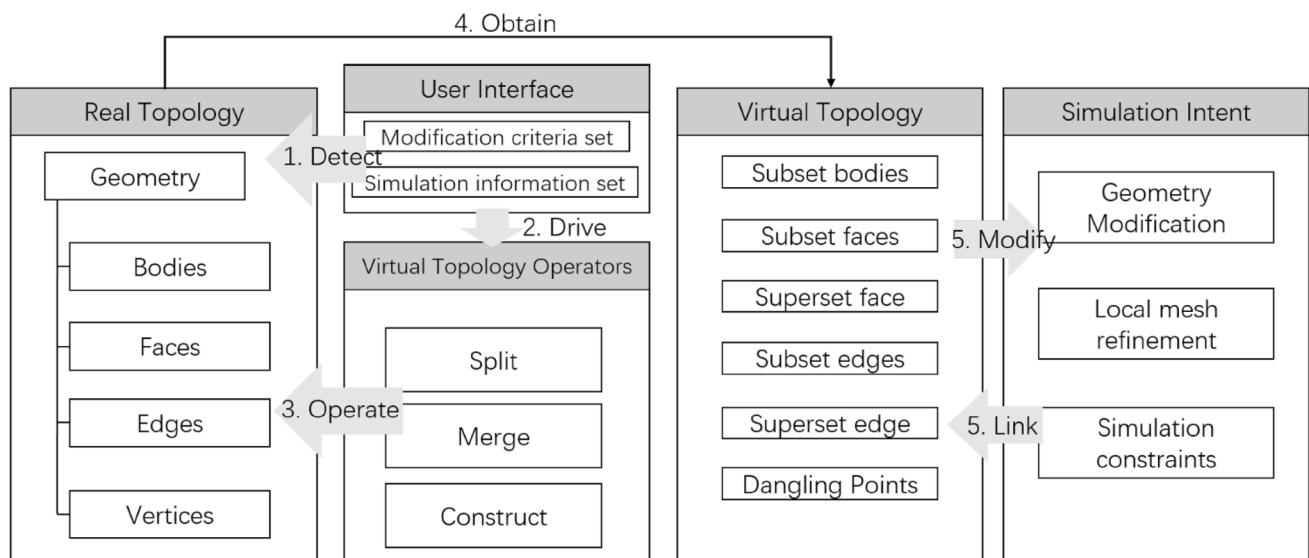 4. Obtain
Real Topology
Geometry
Bodies
Faces
Edges
Vertices
1. Detect
User Interface
Modification criteria set
Simulation information set
2. Drive
Virtual Topology Operators
Split
Merge
Construct
3. Operate
Virtual Topology
Subset bodies
Subset faces
Superset face
Subset edges
Superset edge
Dangling Points
5. Modify
5. Link
Simulation Intent
Geometry
Modification
Local mesh
refinement
Simulation
constraints